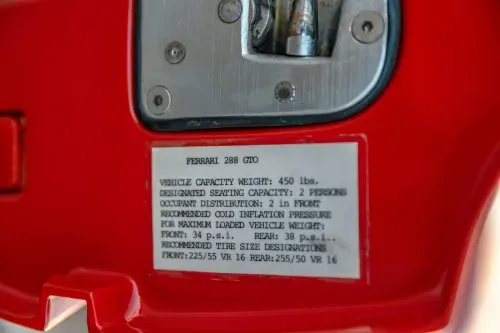 FERRARI 288 GTO
VEHICLE CAPACITY WEIGHT: 450 lbs.
DESIGNATED SEATING CAPACITY: 2 PERSONS
OCCUPANT DISTRIBUTION: 2 in FRONT
RECOMMENDED COLD INFLATION PRESSURE
FOR MAXIMUM LOADED VEHICLE WEIGHT:
FRONT: 34 p.s.i. REAR: 38 p.s.i..
RECOMMENDED TIRE SIZE DESIGNATIONS
FRONT:225/55 VR 16 REAR:255/50 VR 16